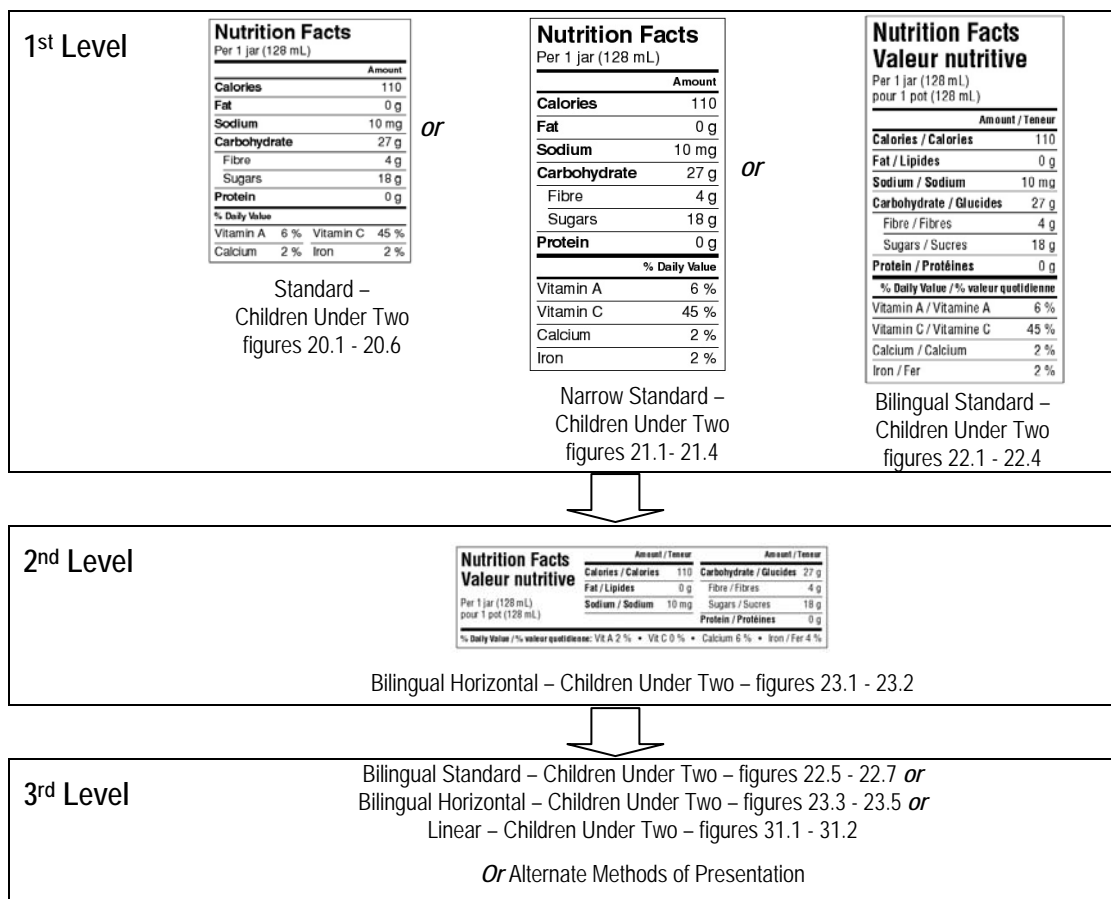 1st Level
Nutrition Facts
Per 1 jar (128 mL)
Amount
Calories 110
Fat 0 g
Sodium 10 mg
Carbohydrate 27 g
Fibre 4 g
Sugars 18 g
Protein 0 g
% Daily Value
Vitamin A 6 % Vitamin C 45 %
Calcium 2 % Iron 2 %
Standard –
Children Under Two
figures 20.1 - 20.6
or
Nutrition Facts
Per 1 jar (128 mL)
Amount
Calories 110
Fat 0 g
Sodium 10 mg
Carbohydrate 27 g
Fibre 4 g
Sugars 18 g
Protein 0 g
% Daily Value
Vitamin A 6 %
Vitamin C 45 %
Calcium 2 %
Iron 2 %
Narrow Standard –
Children Under Two
figures 21.1- 21.4
or
Nutrition Facts
Valeur nutritive
Per 1 jar (128 mL)
pour 1 pot (128 mL)
Amount / Teneur
Calories / Calories 110
Fat / Lipides 0 g
Sodium / Sodium 10 mg
Carbohydrate / Glucides 27 g
Fibre / Fibres 4 g
Sugars / Sucres 18 g
Protein / Protéines 0 g
% Daily Value / % valeur quotidienne
Vitamin A / Vitamine A 6 %
Vitamin C / Vitamine C 45 %
Calcium / Calcium 2 %
Iron / Fer 2 %
Bilingual Standard –
Children Under Two
figures 22.1 - 22.4
2nd Level
Nutrition Facts
Valeur nutritive
Per 1 jar (128 mL)
pour 1 pot (128 mL)
Amount / Teneur
Calories / Calories 110
Fat / Lipides 0 g
Sodium / Sodium 10 mg
Amount / Teneur
Carbohydrate / Glucides 27 g
Fibre / Fibres 4 g
Sugars / Sucres 18 g
Protein / Protéines 0 g
% Daily Value / % valeur quotidienne: Vit A 2 % • Vit C 0 % • Calcium 6 % • Iron / Fer 4 %
Bilingual Horizontal – Children Under Two – figures 23.1 - 23.2
3rd Level
Bilingual Standard – Children Under Two – figures 22.5 - 22.7 or
Bilingual Horizontal – Children Under Two – figures 23.3 - 23.5 or
Linear – Children Under Two – figures 31.1 - 31.2
Or Alternate Methods of Presentation